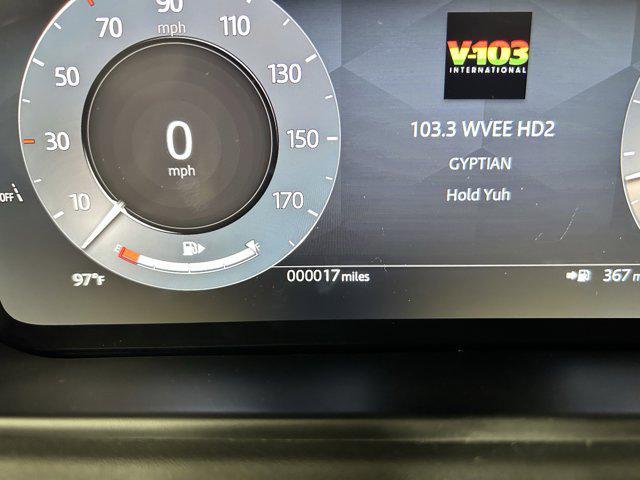 90
mph
70
110
50
130
30
150
10
170
0
mph
OFF
E
F
97°F
000017 miles
V-103
INTERNATIONAL
103.3 WVEE HD2
GYPTIAN
Hold Yuh
367